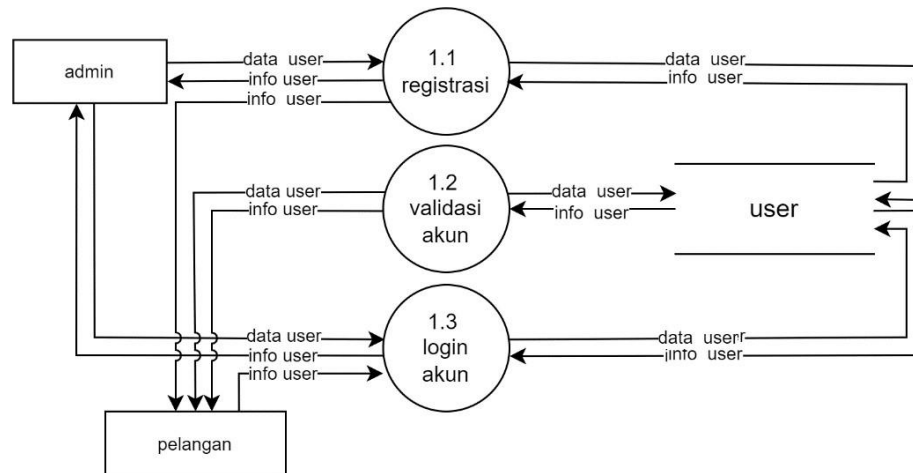 admin
data user
info user
info user
1.1
registrasi
data user
info user
data user
info user
1.2
validasi
akun
data user
info user
user
data user
info user
info user
1.3
login
akun
data user
info user
pelangan